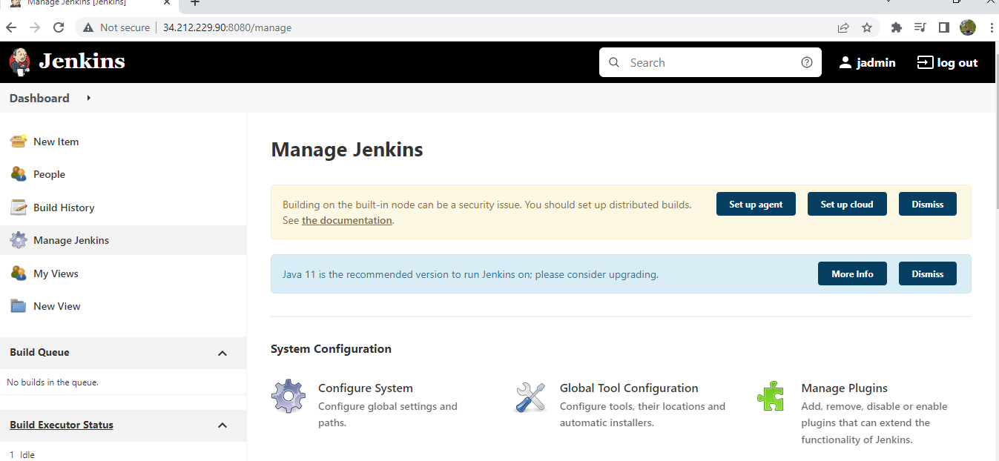 Manage Jenkins [Jenkins]
Not secure
34.212.229.90:8080/manage
Jenkins
Search
jadmin
log out
Dashboard
New Item
People
Build History
Manage Jenkins
My Views
New View
Build Queue
No builds in the queue.
Build Executor Status
1 Idle
Manage Jenkins
Building on the built-in node can be a security issue. You should set up distributed builds.
See the documentation.
Set up agent
Set up cloud
Dismiss
Java 11 is the recommended version to run Jenkins on; please consider upgrading.
More Info
Dismiss
System Configuration
Configure System
Configure global settings and
paths.
Global Tool Configuration
Configure tools, their locations and
automatic installers.
Manage Plugins
Add, remove, disable or enable
plugins that can extend the
functionality of Jenkins.